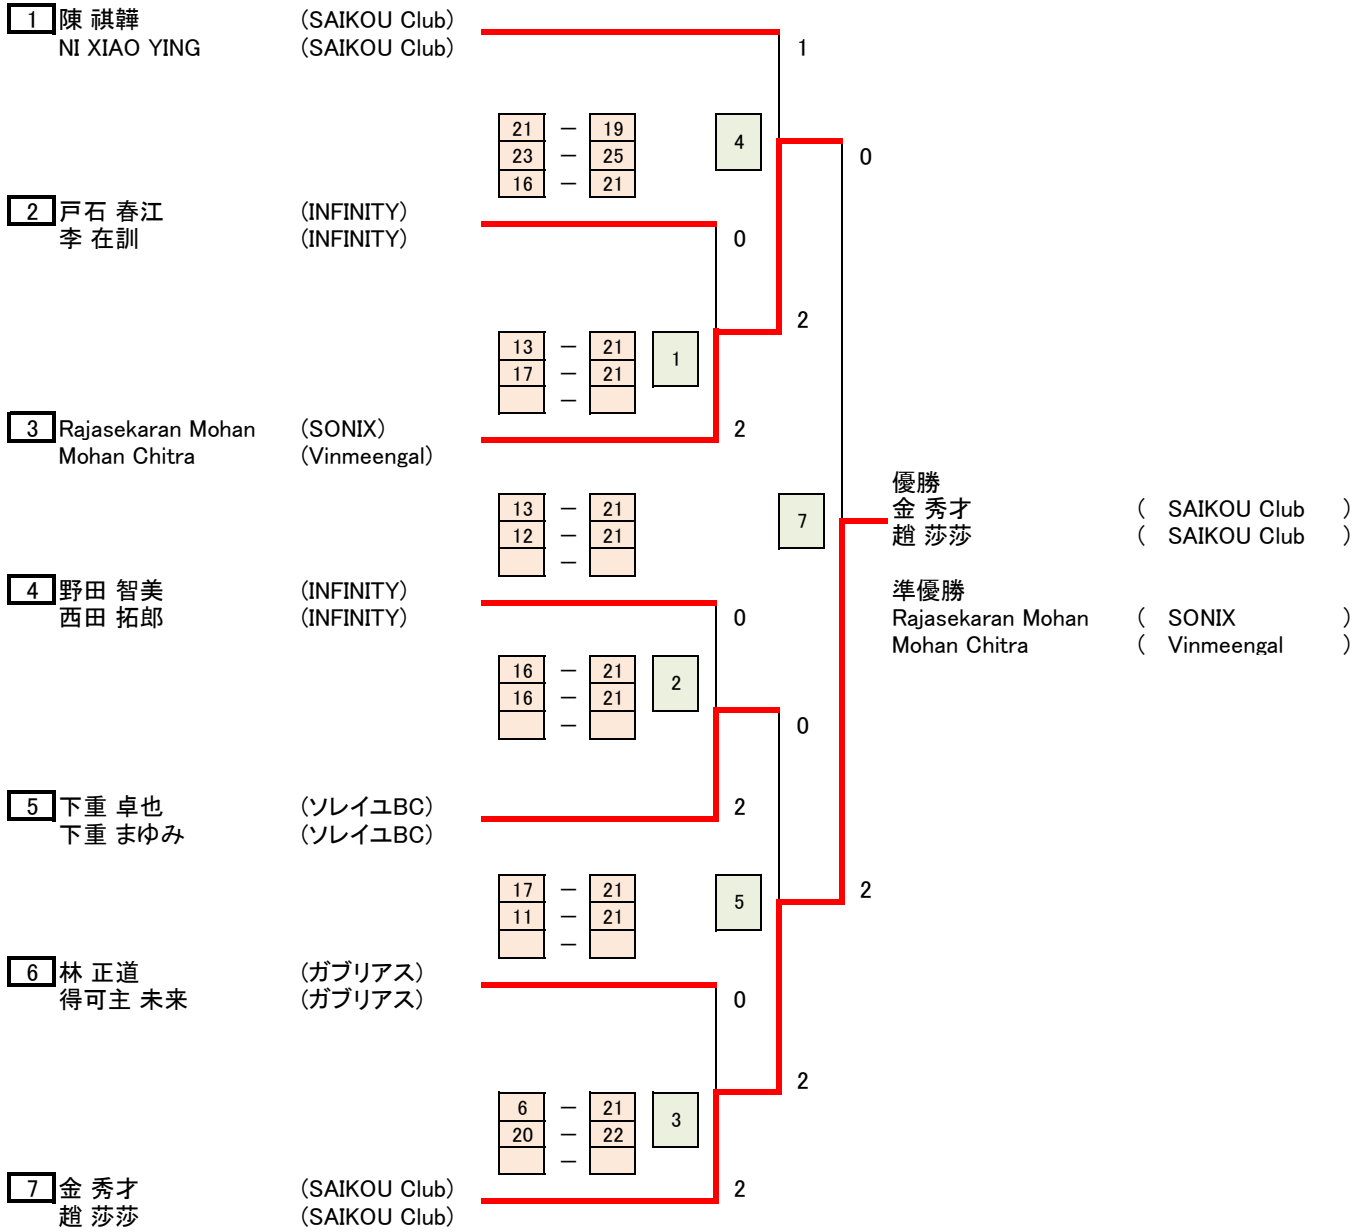 1 陳 祺韡 (SAIKOU Club)
NI XIAO YING (SAIKOU Club)
1
21 － 19
23 － 25
16 － 21
4
0
2 戸石 春江 (INFINITY)
李 在訓 (INFINITY)
0
2
13 － 21
17 － 21
－
1
3 Rajasekaran Mohan (SONIX)
Mohan Chitra (Vinmeengal)
2
13 － 21
12 － 21
－
7
優勝
金 秀才 ( SAIKOU Club )
趙 莎莎 ( SAIKOU Club )
準優勝
Rajasekaran Mohan ( SONIX )
Mohan Chitra ( Vinmeengal )
4 野田 智美 (INFINITY)
西田 拓郎 (INFINITY)
0
16 － 21
16 － 21
－
2
0
5 下重 卓也 (ソレイユBC)
下重 まゆみ (ソレイユBC)
2
17 － 21
11 － 21
－
5
2
6 林 正道 (ガブリアス)
得可主 未来 (ガブリアス)
0
2
6 － 21
20 － 22
－
3
7 金 秀才 (SAIKOU Club)
趙 莎莎 (SAIKOU Club)
2